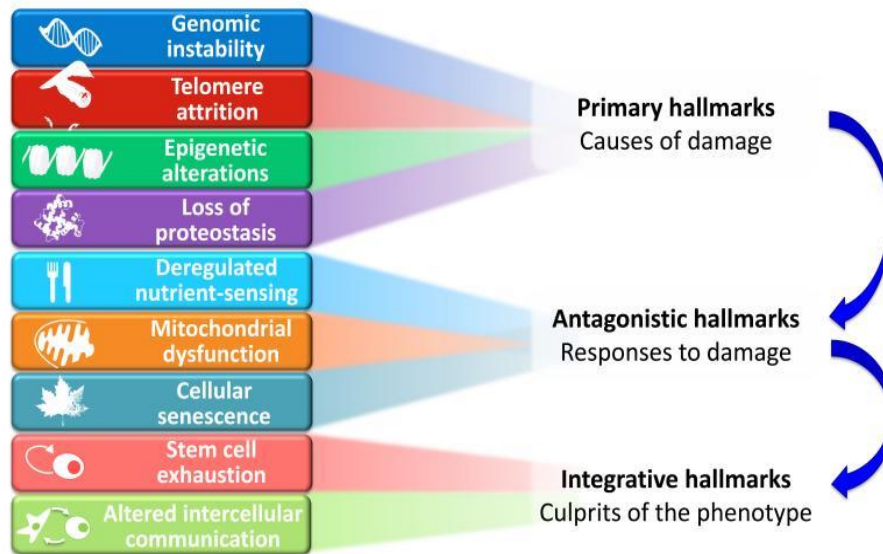 Genomic
instability
Telomere
attrition
Epigenetic
alterations
Loss of
proteostasis
Deregulated
nutrient-sensing
Mitochondrial
dysfunction
Cellular
senescence
Stem cell
exhaustion
Altered intercellular
communication
Primary hallmarks
Causes of damage
Antagonistic hallmarks
Responses to damage
Integrative hallmarks
Culprits of the phenotype